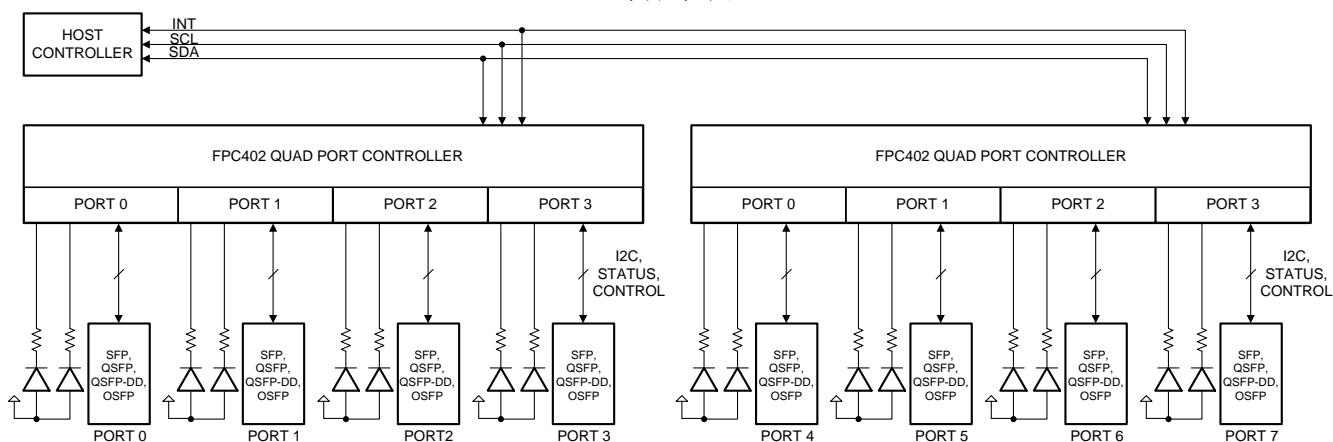 HOST
CONTROLLER
INT
SCL
SDA
FPC402 QUAD PORT CONTROLLER
PORT 0
PORT 1
PORT 2
PORT 3
FPC402 QUAD PORT CONTROLLER
PORT 0
PORT 1
PORT 2
PORT 3
I2C,
STATUS,
CONTROL
I2C,
STATUS,
CONTROL
SFP,
QSFP,
QSFP-DD,
OSFP
SFP,
QSFP,
QSFP-DD,
OSFP
SFP,
QSFP,
QSFP-DD,
OSFP
SFP,
QSFP,
QSFP-DD,
OSFP
SFP,
QSFP,
QSFP-DD,
OSFP
SFP,
QSFP,
QSFP-DD,
OSFP
SFP,
QSFP,
QSFP-DD,
OSFP
SFP,
QSFP,
QSFP-DD,
OSFP
PORT 0
PORT 1
PORT2
PORT 3
PORT 4
PORT 5
PORT 6
PORT 7